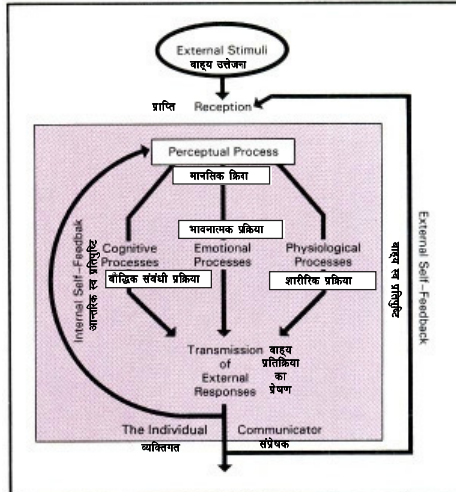 External Stimuli
बाह्य उत्तेजना
प्राप्ति Reception
Perceptual Process
मानसिक क्रिरा
भावनात्मक प्रक्रिया
Cognitive Processes
बौद्धिक संबंधी प्रक्रिया
Emotional Processes
Physiological Processes
शारीरिक प्रक्रिया
Internal Self-Feedbak
आन्तरिक स्व प्रतिपुष्टि
External Self-Feedback
बाह्य स्व प्रतिपुष्टि
Transmission
of
External
Responses
वाहय
प्रतिक्रिया
का
प्रेषण
The Individual Communicator
व्यक्तिगत संप्रेषक